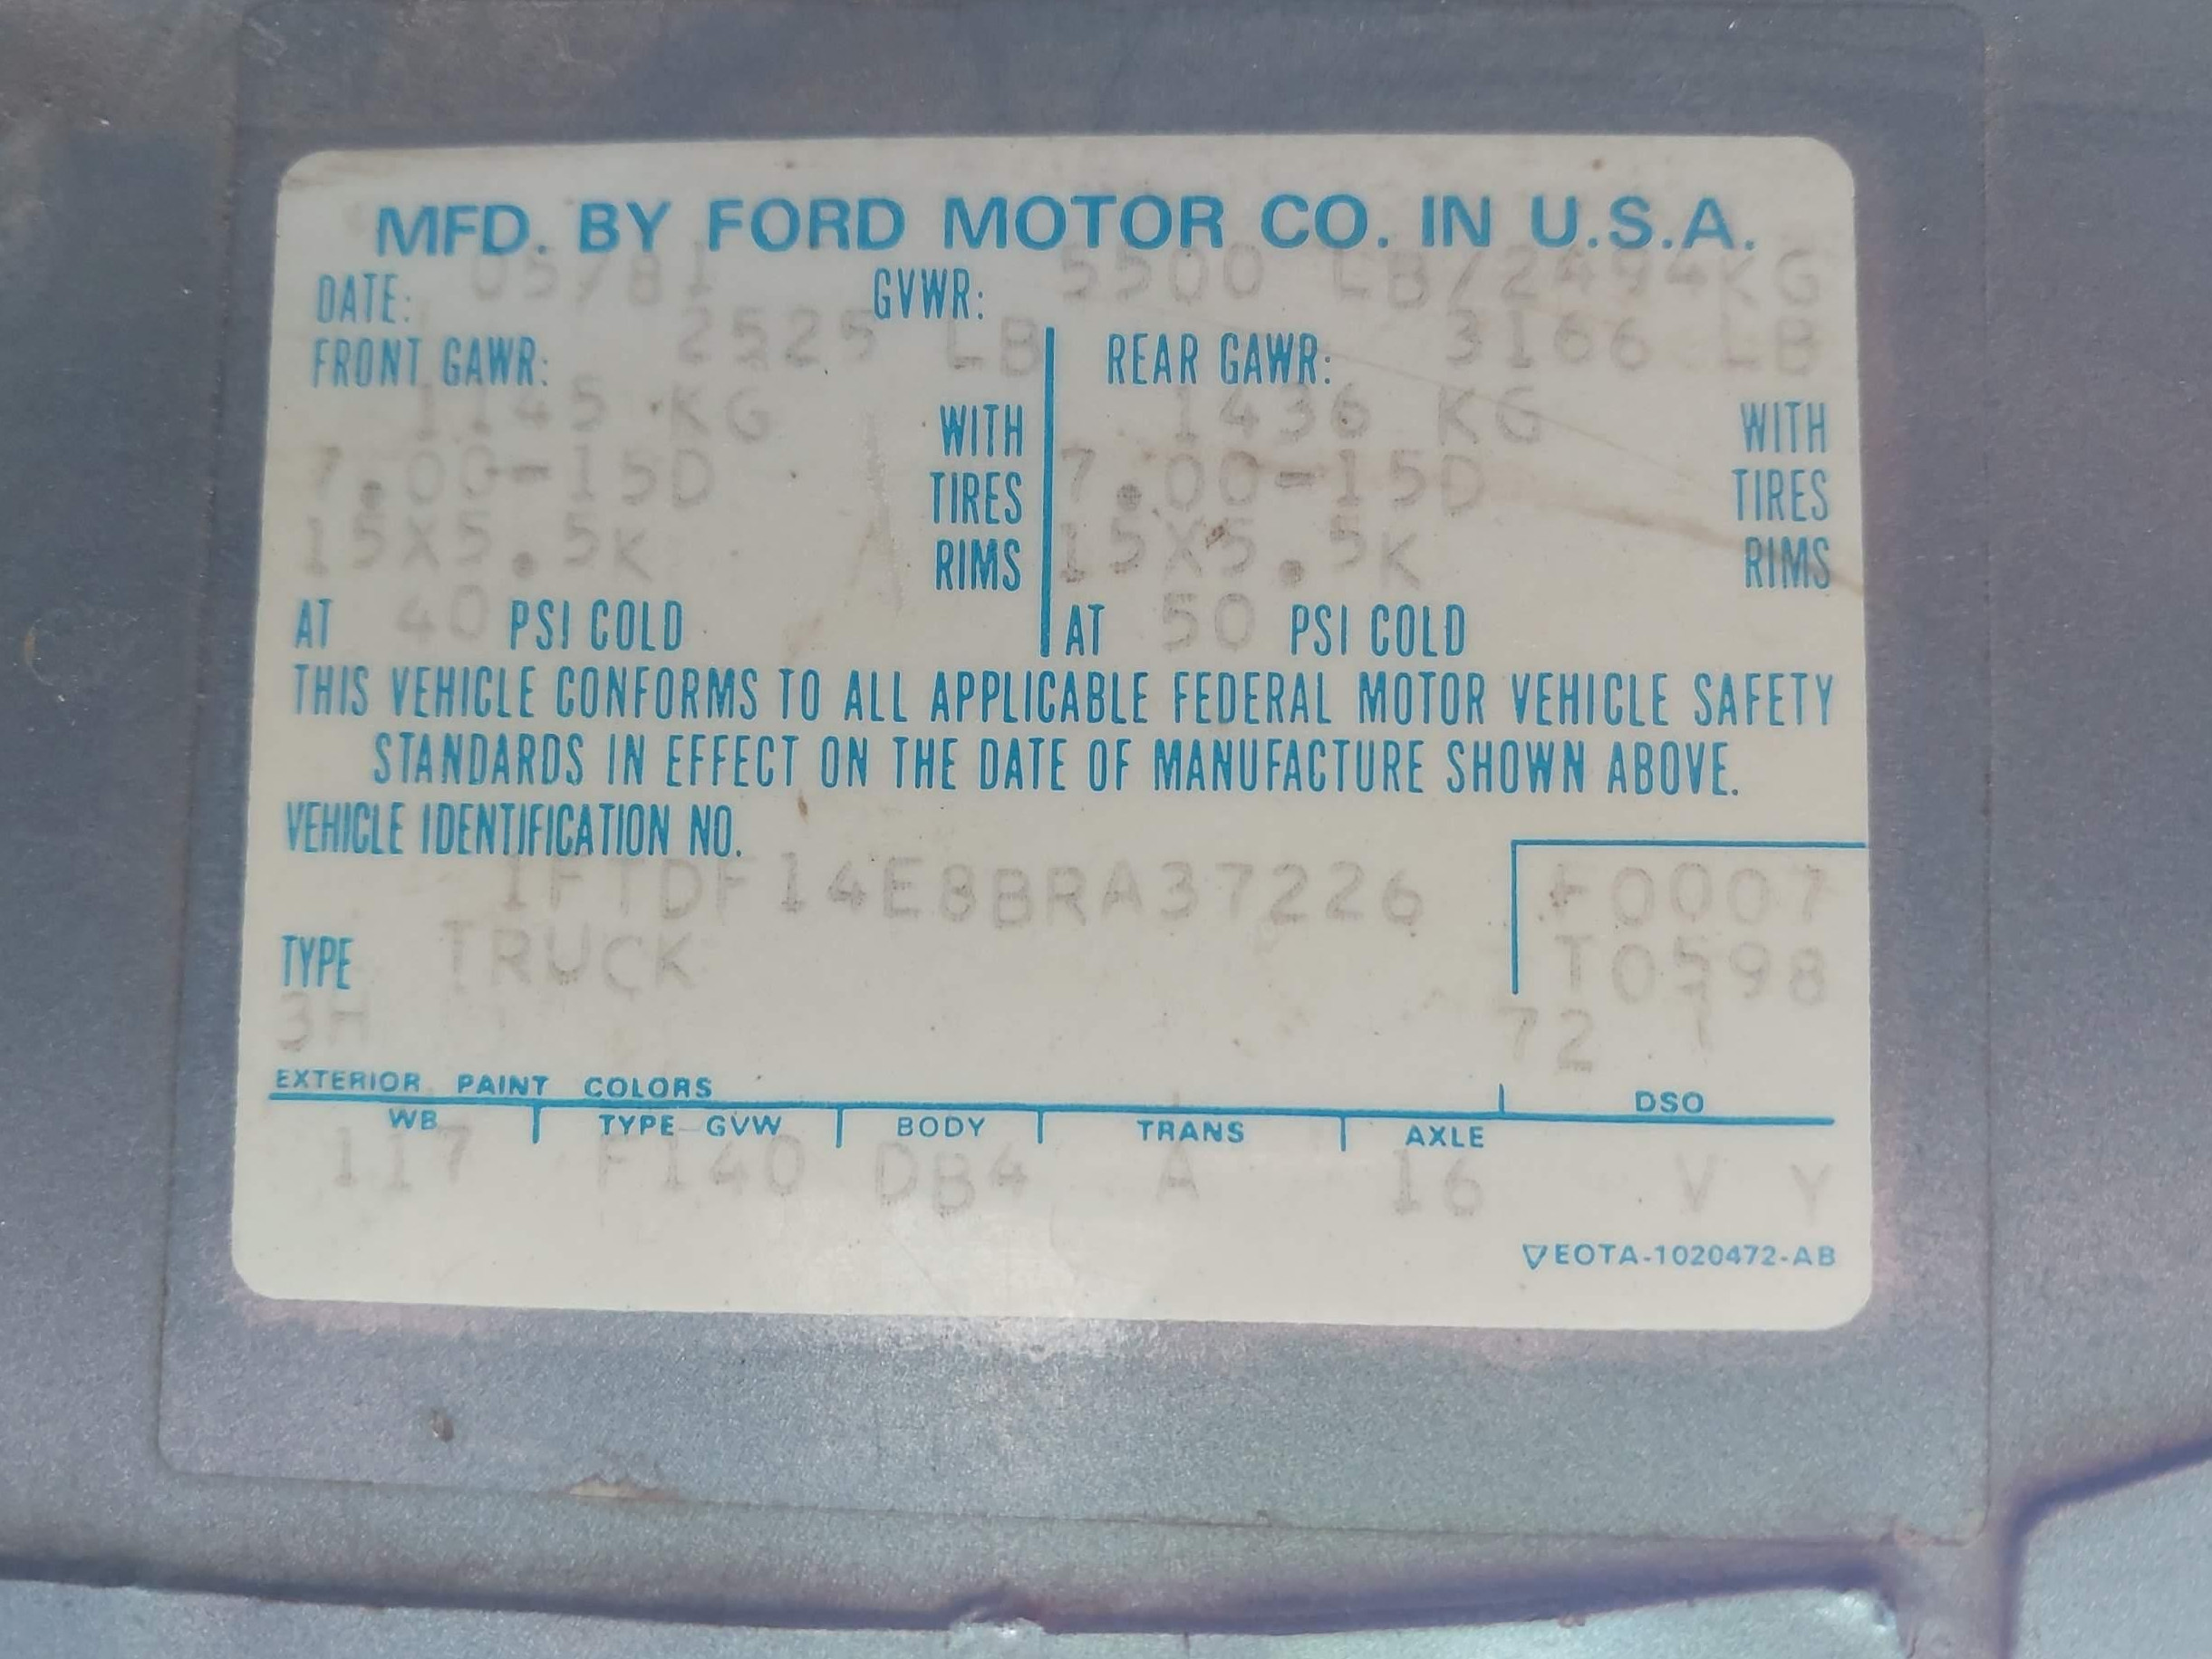 MFD. BY FORD MOTOR CO. IN U.S.A.
DATE: 05/81 GVWR: 5500 LB/2494KG
FRONT GAWR: 2525 LB REAR GAWR: 3166 LB
1145 KG WITH 1436 KG WITH
7.00-15D TIRES 7.00-15D TIRES
15X5.5K RIMS 15X5.5K RIMS
AT 40 PSI COLD AT 50 PSI COLD
THIS VEHICLE CONFORMS TO ALL APPLICABLE FEDERAL MOTOR VEHICLE SAFETY
STANDARDS IN EFFECT ON THE DATE OF MANUFACTURE SHOWN ABOVE.
VEHICLE IDENTIFICATION NO.
1FTDF14E8BRA37226 F0007
TYPE TRUCK T0598
3H 72
EXTERIOR PAINT COLORS DSO
WB TYPE GVW BODY TRANS AXLE
117 F140 DB4 A 16 V Y
▽EOTA-1020472-AB